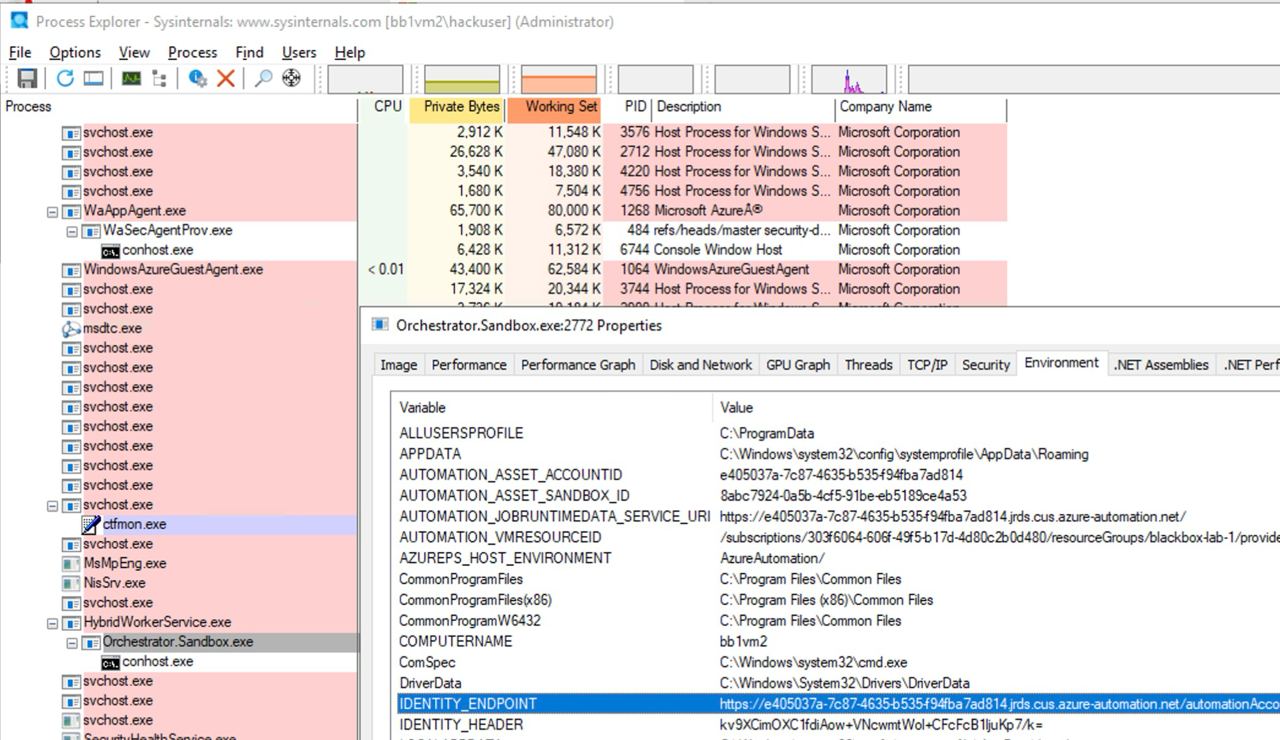 Process Explorer - Sysinternals: www.sysinternals.com [bb1vm2\hackuser] (Administrator)
File Options View Process Find Users Help
Process CPU Private Bytes Working Set PID Description Company Name
svchost.exe 2,912 K 11,548 K 3576 Host Process for Windows S... Microsoft Corporation
svchost.exe 26,628 K 47,080 K 2712 Host Process for Windows S... Microsoft Corporation
svchost.exe 3,540 K 18,380 K 4220 Host Process for Windows S... Microsoft Corporation
svchost.exe 1,680 K 7,504 K 4756 Host Process for Windows S... Microsoft Corporation
WaAppAgent.exe 65,700 K 80,000 K 1268 Microsoft AzureÂ® Microsoft Corporation
WaSecAgentProv.exe 1,908 K 6,572 K 484 refs/heads/master security-d... Microsoft Corporation
conhost.exe 6,428 K 11,312 K 6744 Console Window Host Microsoft Corporation
WindowsAzureGuestAgent.exe < 0.01 43,400 K 62,584 K 1064 WindowsAzureGuestAgent Microsoft Corporation
svchost.exe 17,324 K 20,344 K 3744 Host Process for Windows S... Microsoft Corporation
svchost.exe
msdtc.exe
svchost.exe
svchost.exe
svchost.exe
svchost.exe
svchost.exe
svchost.exe
svchost.exe
svchost.exe
svchost.exe
ctfmon.exe
svchost.exe
MsMpEng.exe
NisSrv.exe
svchost.exe
HybridWorkerService.exe
Orchestrator.Sandbox.exe
conhost.exe
svchost.exe
svchost.exe
svchost.exe
SecurityHealthService.exe
Orchestrator.Sandbox.exe:2772 Properties
Image Performance Performance Graph Disk and Network GPU Graph Threads TCP/IP Security Environment .NET Assemblies .NET Perf
Variable Value
ALLUSERSPROFILE C:\ProgramData
APPDATA C:\Windows\system32\config\systemprofile\AppData\Roaming
AUTOMATION_ASSET_ACCOUNTID e405037a-7c87-4635-b535-f94fba7ad814
AUTOMATION_ASSET_SANDBOX_ID 8abc7924-0a5b-4cf5-91be-eb5189ce4a53
AUTOMATION_JOBRUNTIMEDATA_SERVICE_URI https://e405037a-7c87-4635-b535-f94fba7ad814.jrds.cus.azure-automation.net/
AUTOMATION_VMRESOURCEID /subscriptions/303f6064-606f-49f5-b17d-4d80c2b0d480/resourceGroups/blackbox-lab-1/provide
AZUREPS_HOST_ENVIRONMENT AzureAutomation/
CommonProgramFiles C:\Program Files\Common Files
CommonProgramFiles(x86) C:\Program Files (x86)\Common Files
CommonProgramW6432 C:\Program Files\Common Files
COMPUTERNAME bb1vm2
ComSpec C:\Windows\system32\cmd.exe
DriverData C:\Windows\System32\Drivers\DriverData
IDENTITY_ENDPOINT https://e405037a-7c87-4635-b535-f94fba7ad814.jrds.cus.azure-automation.net/automationAcco
IDENTITY_HEADER kv9XCimOXC1fdiAow+VNcwmtWol+CFcFcB1IjuKp7/k=